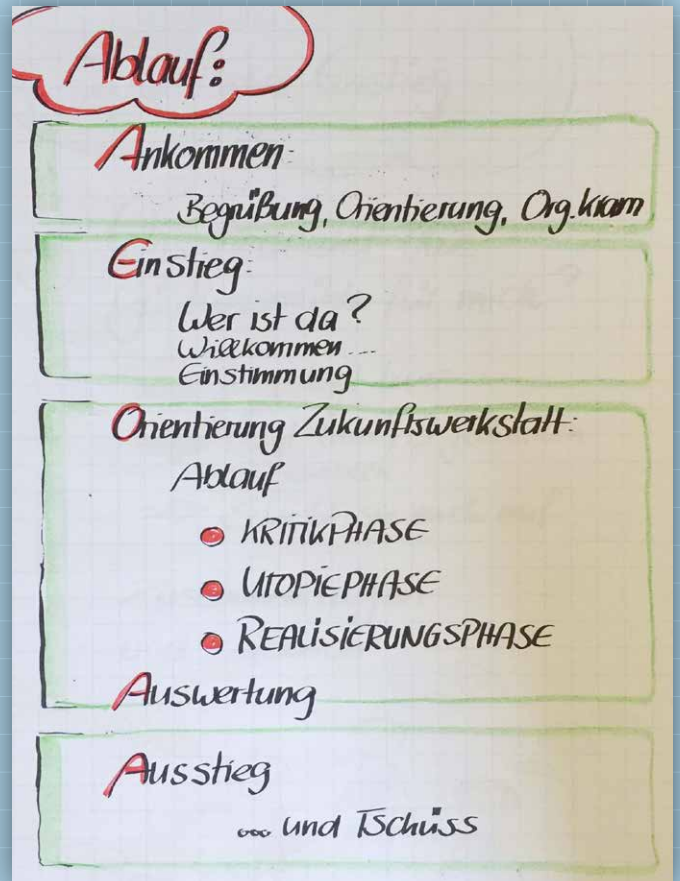 Ablauf:
Ankommen:
Begrüßung, Orientierung, Org.kram
Einstieg:
Wer ist da?
Willkommen...
Einstimmung
Orientierung Zukunftswerkstatt:
Ablauf
KRITIKPHASE
UTOPIEPHASE
REALISIERUNGSPHASE
Auswertung
Ausstieg
... und Tschüss